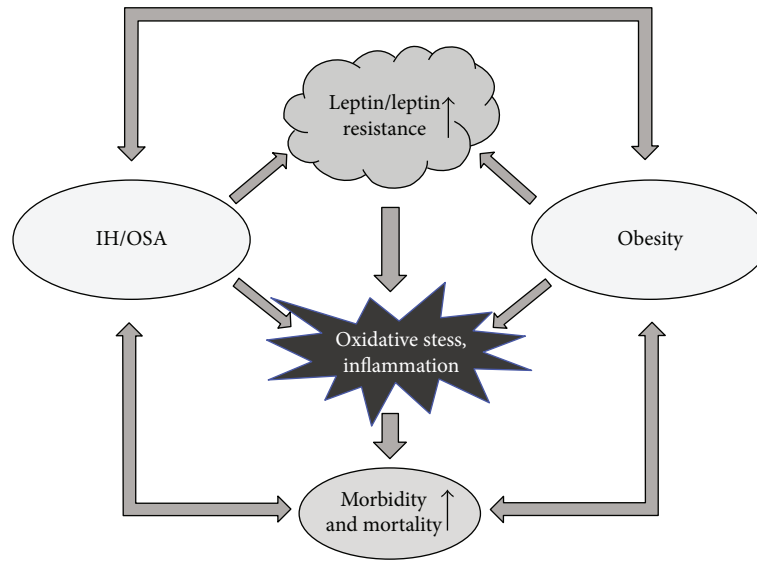 Leptin/leptin ↑
resistance
IH/OSA
Obesity
Oxidative stess,
inflammation
Morbidity ↑
and mortality